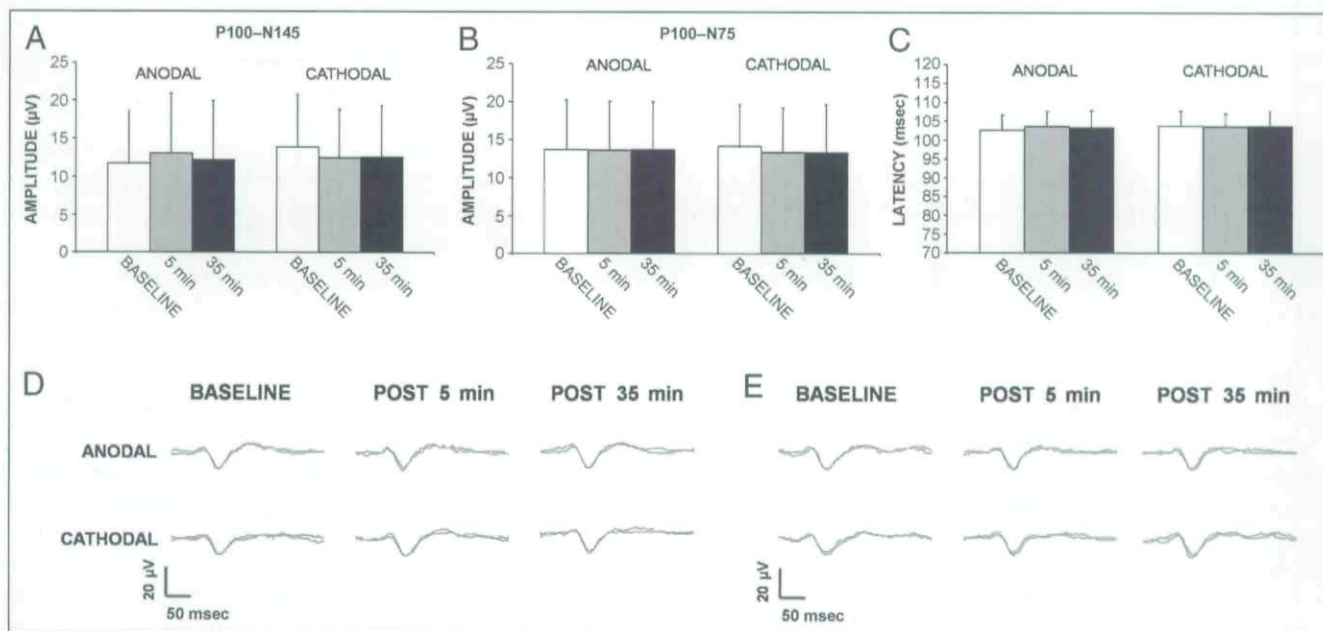 A
P100–N145
ANODAL
CATHODAL
AMPLITUDE (µV)
25
20
15
10
5
0
BASELINE
5 min
35 min
BASELINE
5 min
35 min
B
P100–N75
ANODAL
CATHODAL
AMPLITUDE (µV)
25
20
15
10
5
0
BASELINE
5 min
35 min
BASELINE
5 min
35 min
C
ANODAL
CATHODAL
LATENCY (msec)
120
115
110
105
100
95
90
85
80
75
70
BASELINE
5 min
35 min
BASELINE
5 min
35 min
D
BASELINE POST 5 min POST 35 min
ANODAL
CATHODAL
20 µV
50 msec
E
BASELINE POST 5 min POST 35 min
20 µV
50 msec